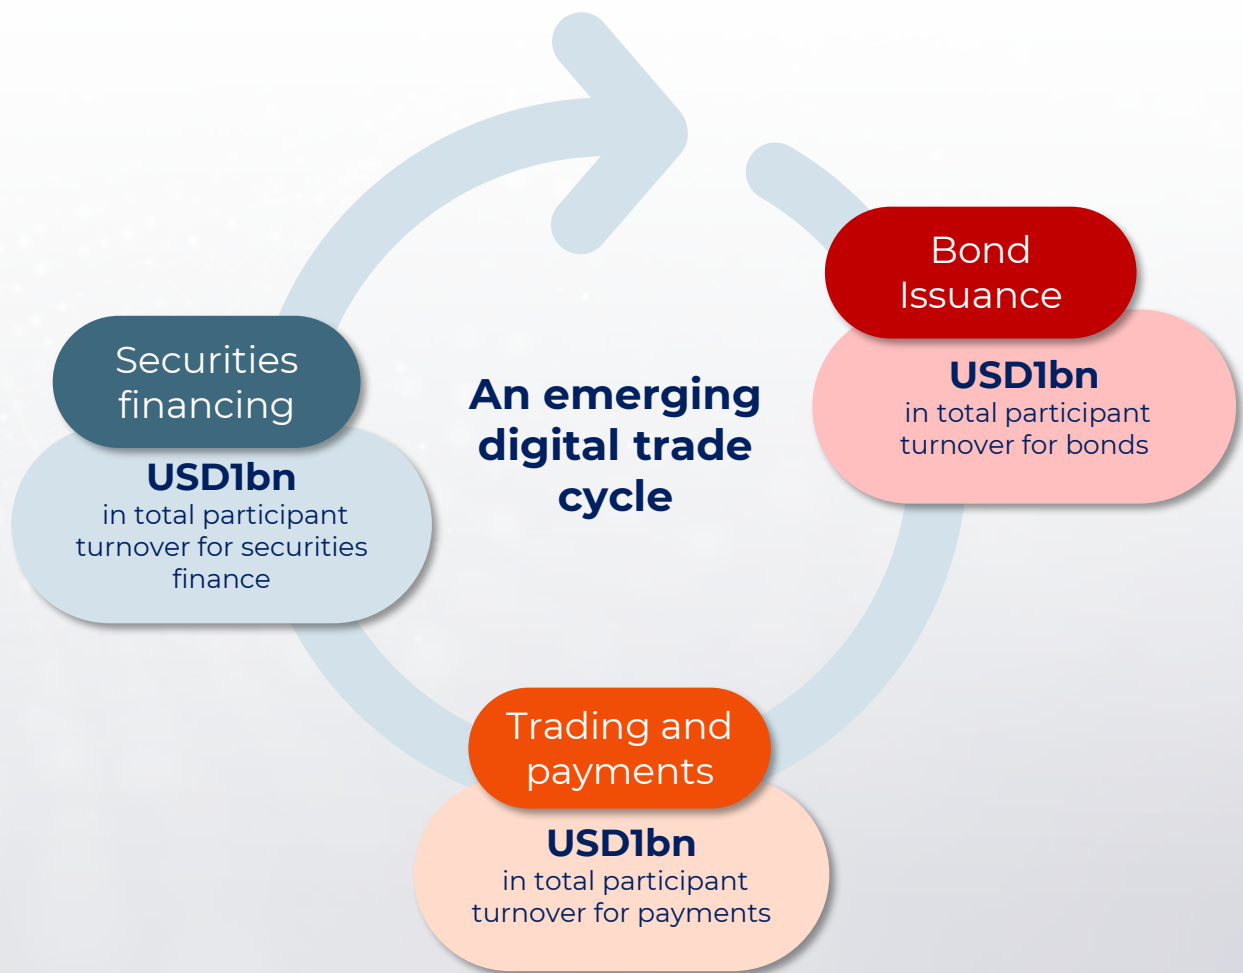 Bond
Issuance
USD1bn
in total participant
turnover for bonds
Securities
financing
USD1bn
in total participant
turnover for securities
finance
An emerging
digital trade
cycle
Trading and
payments
USD1bn
in total participant
turnover for payments